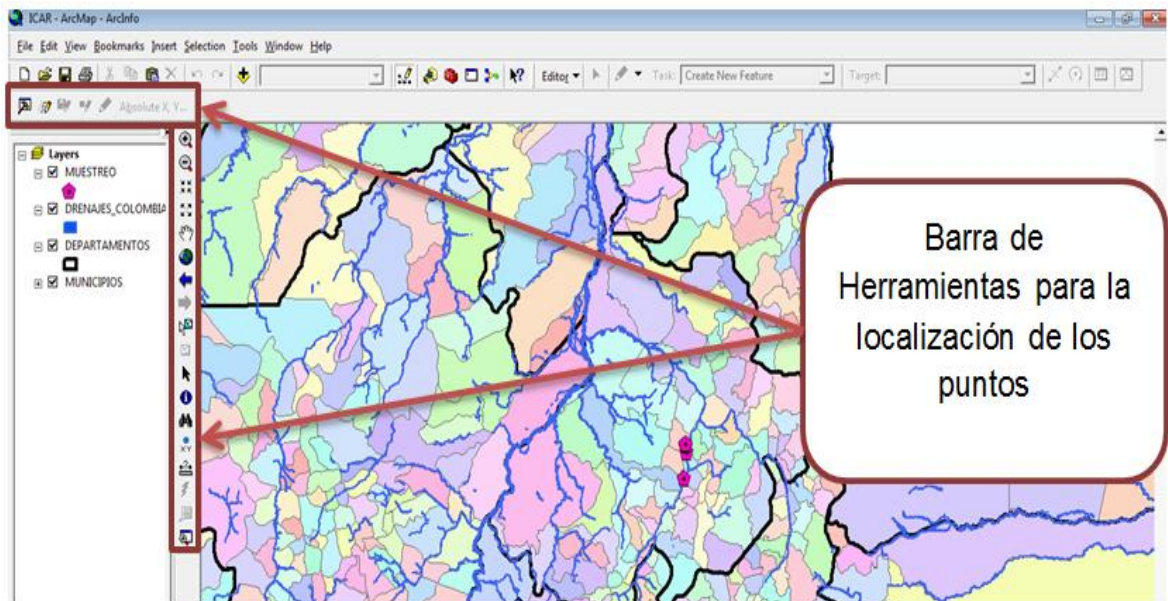 ICAR - ArcMap - ArcInfo
File Edit View Bookmarks Insert Selection Tools Window Help
Editor Task: Create New Feature Target:
Absolute X, Y...
Layers
MUESTREO
DRENAJES_COLOMBIA
DEPARTAMENTOS
MUNICIPIOS
XY
Barra de
Herramientas para la
localización de los
puntos